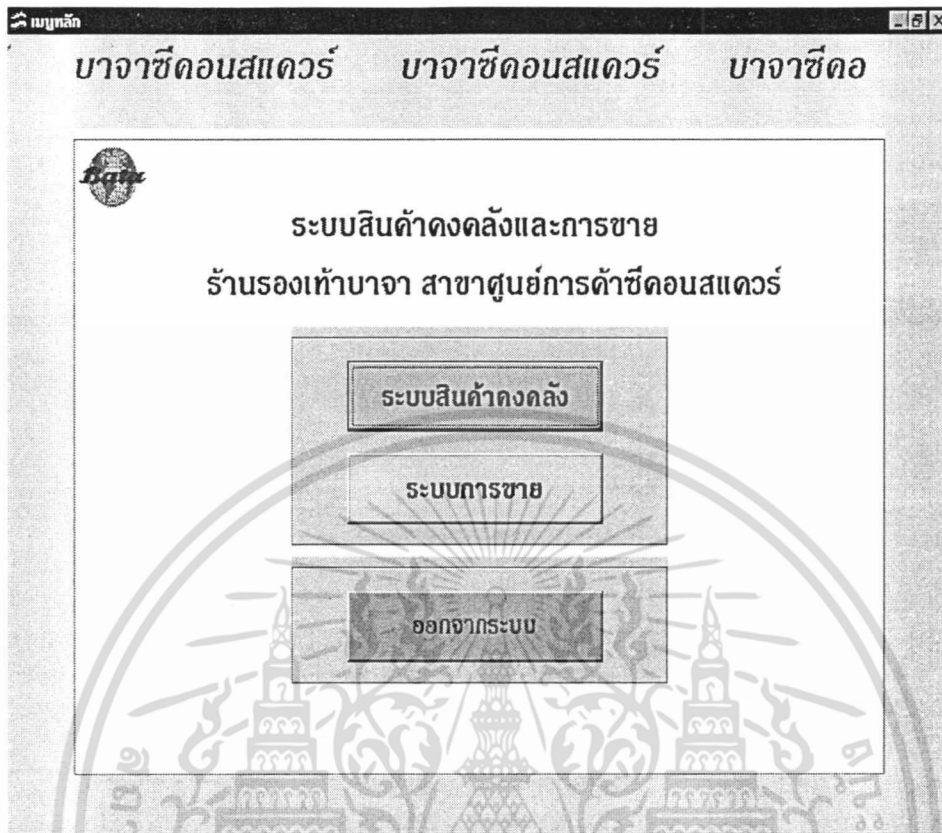 เมนูหลัก
บาจาซีคอนสแควร์ บาจาซีคอนสแควร์ บาจาซีคอ
Bata
ระบบสินค้าคงคลังและการขาย
ร้านรองเท้าบาจา สาขาศูนย์การค้าซีคอนสแควร์
ระบบสินค้าคงคลัง
ระบบการขาย
ออกจากระบบ